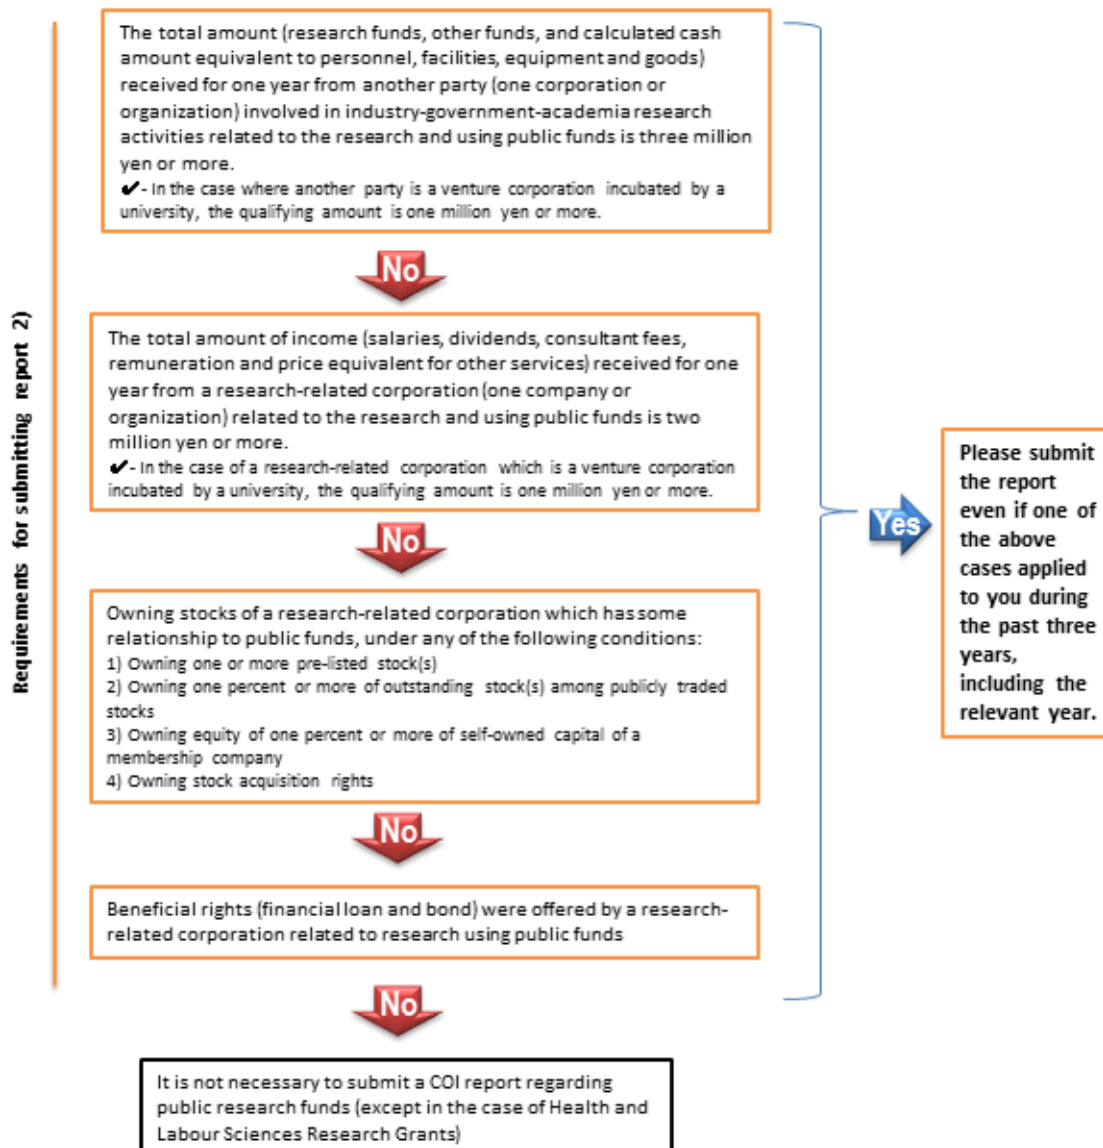 Requirements for submitting report 2)
The total amount (research funds, other funds, and calculated cash
amount equivalent to personnel, facilities, equipment and goods)
received for one year from another party (one corporation or
organization) involved in industry-government-academia research
activities related to the research and using public funds is three million
yen or more.
✔- In the case where another party is a venture corporation incubated by a
university, the qualifying amount is one million yen or more.
No
The total amount of income (salaries, dividends, consultant fees,
remuneration and price equivalent for other services) received for one
year from a research-related corporation (one company or
organization) related to the research and using public funds is two
million yen or more.
✔- In the case of a research-related corporation which is a venture corporation
incubated by a university, the qualifying amount is one million yen or more.
No
Owning stocks of a research-related corporation which has some
relationship to public funds, under any of the following conditions:
1) Owning one or more pre-listed stock(s)
2) Owning one percent or more of outstanding stock(s) among publicly traded
stocks
3) Owning equity of one percent or more of self-owned capital of a
membership company
4) Owning stock acquisition rights
No
Beneficial rights (financial loan and bond) were offered by a research-
related corporation related to research using public funds
No
It is not necessary to submit a COI report regarding
public research funds (except in the case of Health and
Labour Sciences Research Grants)
Yes
Please submit
the report
even if one of
the above
cases applied
to you during
the past three
years,
including the
relevant year.